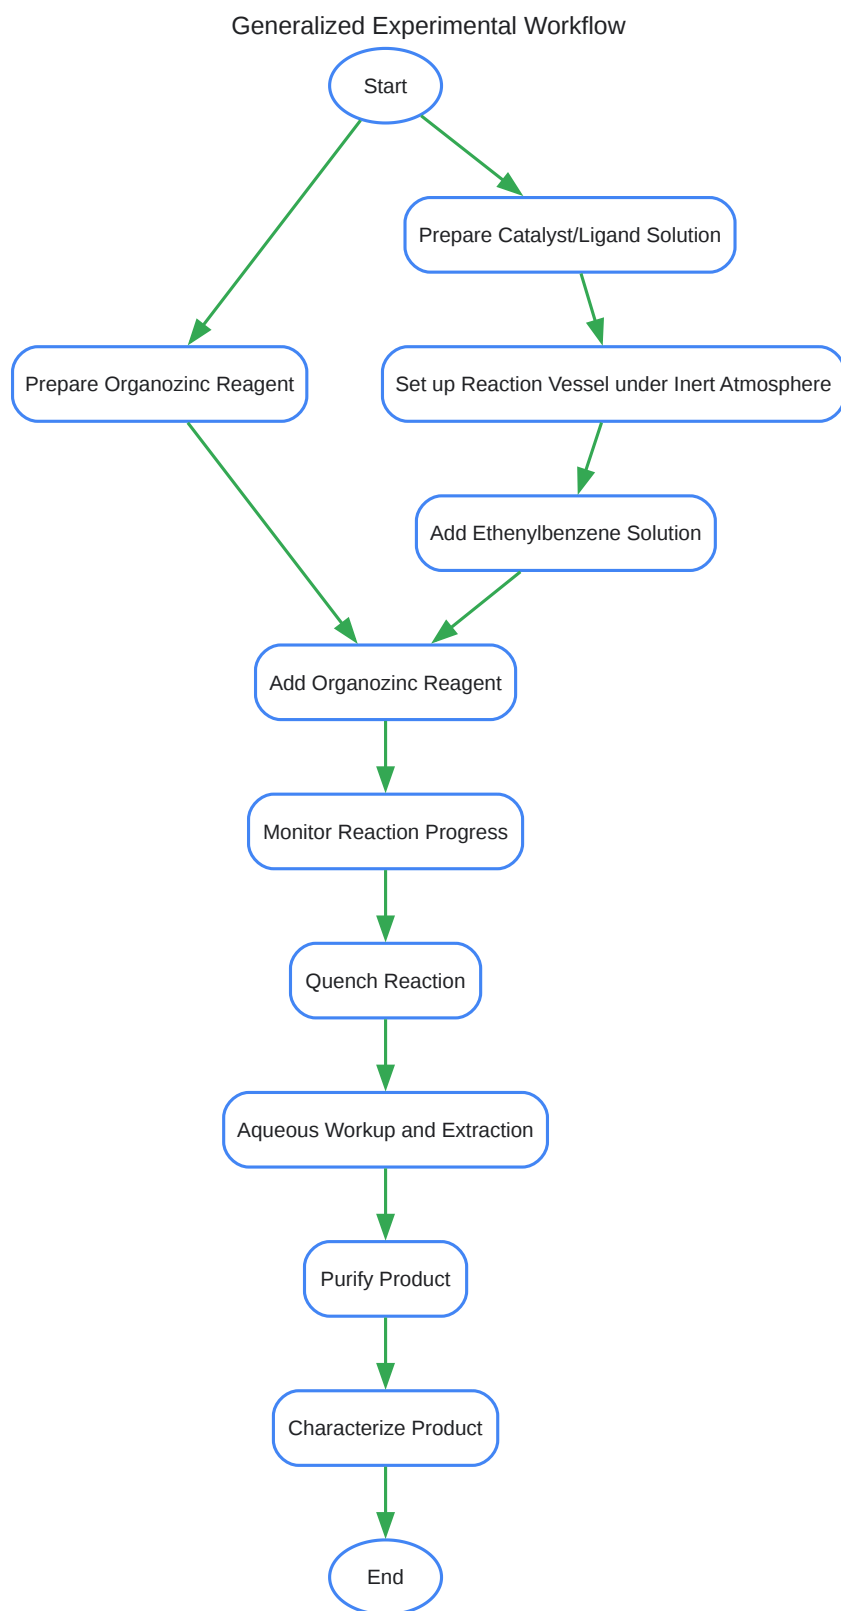 Generalized Experimental Workflow
Start
Prepare Catalyst/Ligand Solution
Prepare Organozinc Reagent
Set up Reaction Vessel under Inert Atmosphere
Add Ethenylbenzene Solution
Add Organozinc Reagent
Monitor Reaction Progress
Quench Reaction
Aqueous Workup and Extraction
Purify Product
Characterize Product
End